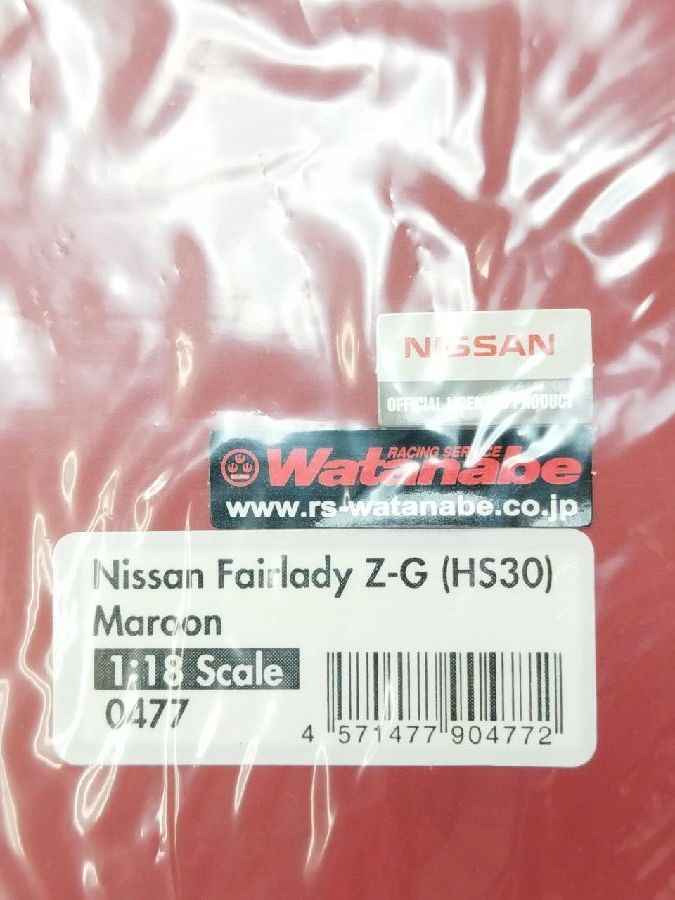 NISSAN
OFFICIAL LICENSED PRODUCT
RACING SERVICE
Watanabe
www.rs-watanabe.co.jp
Nissan Fairlady Z-G (HS30)
Maroon
1:18 Scale
0477
4 571477 904772